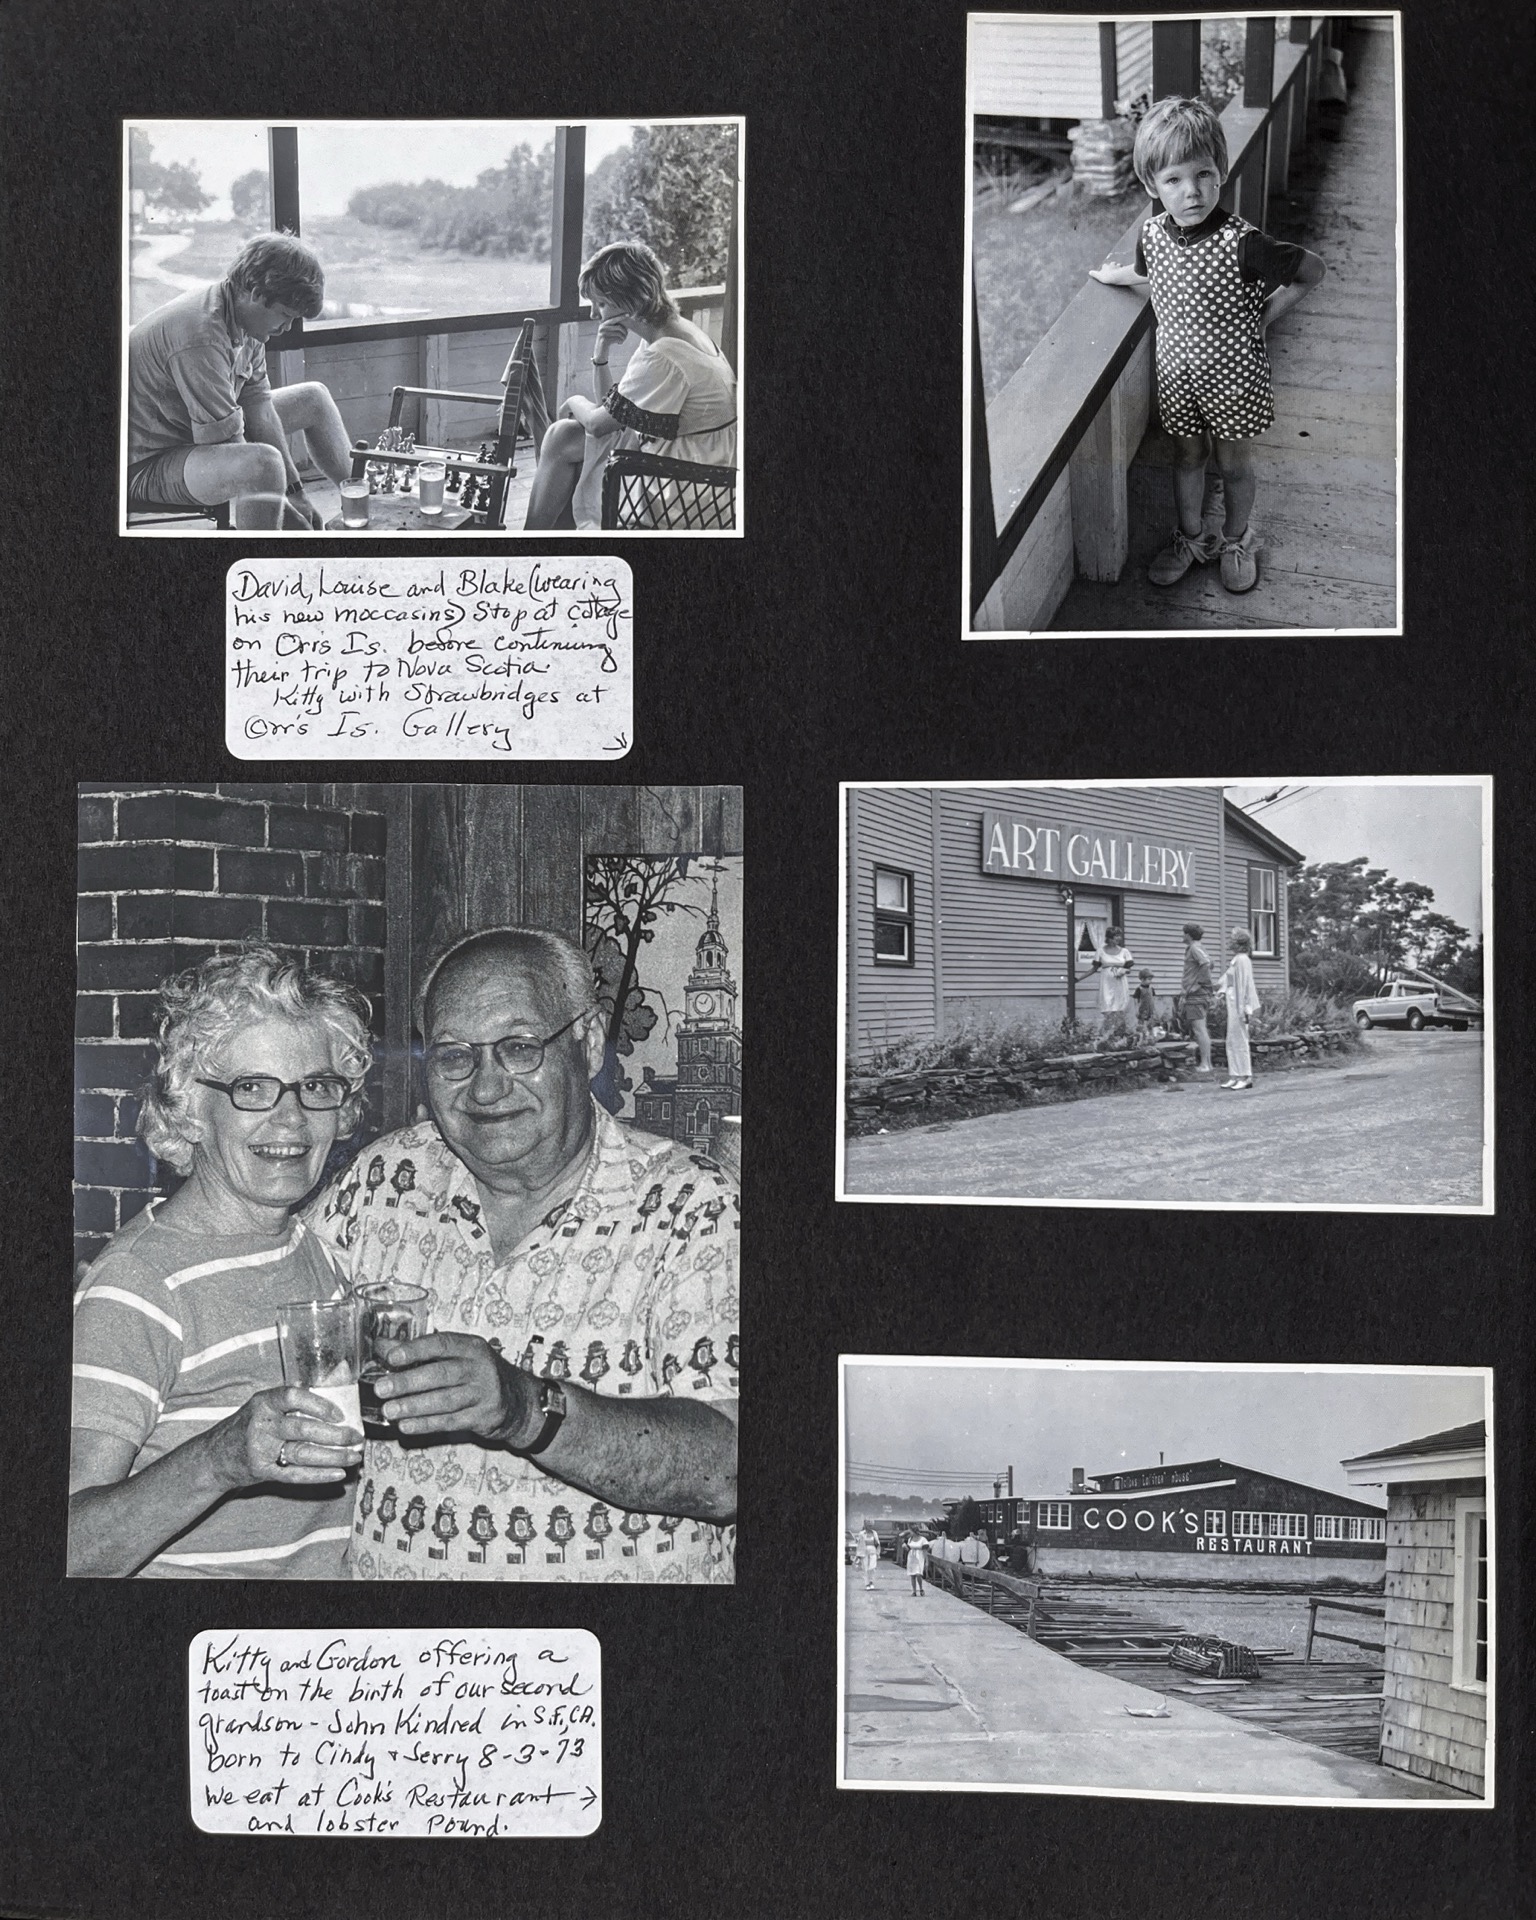 David, Louise and Blake (wearing
his new moccasins) Stop at cottage
on Orr's Is. before continuing
their trip to Nova Scotia.
Kitty with Strawbridges at
Orr's Is. Gallery
ART GALLERY
Kitty and Gordon offering a
toast on the birth of our second
grandson - John Kindred in S.F., CA.
born to Cindy & Jerry 8-3-73
We eat at Cook's Restaurant →
and lobster Pound.
COOK'S
RESTAURANT